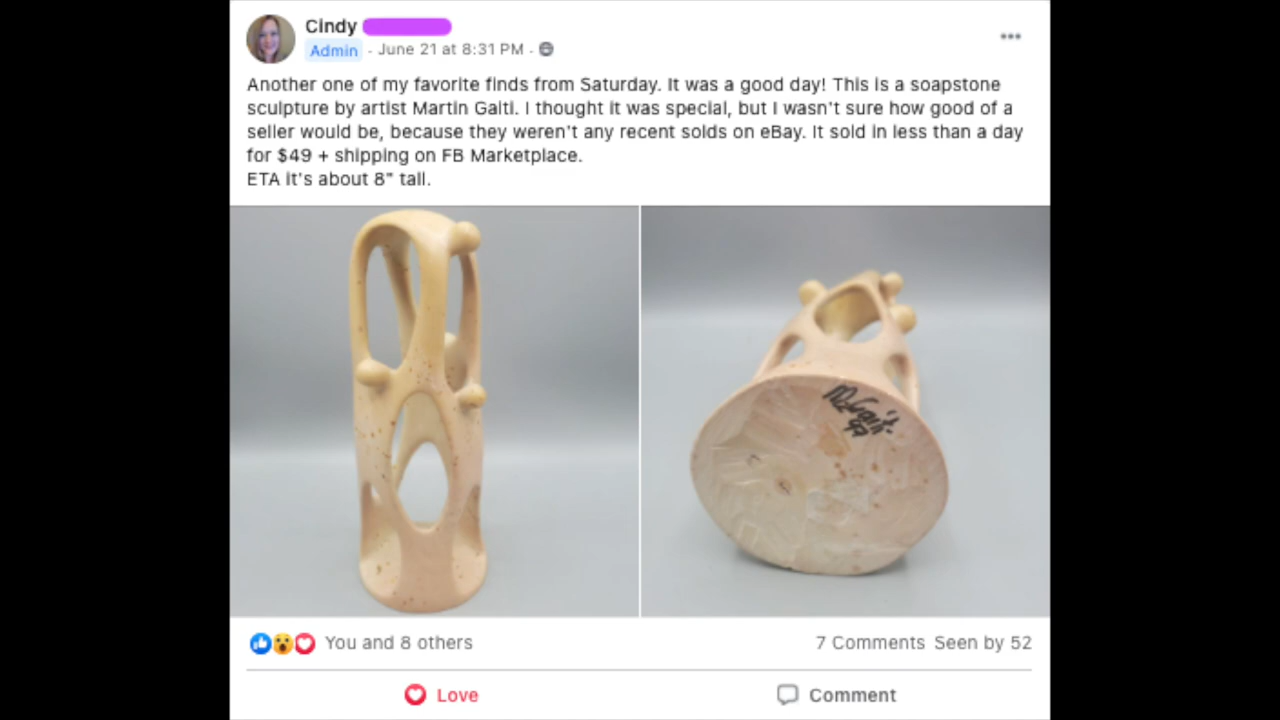 Cindy
Admin · June 21 at 8:31 PM ·
Another one of my favorite finds from Saturday. It was a good day! This is a soapstone
sculpture by artist Martin Gaiti. I thought it was special, but I wasn't sure how good of a
seller would be, because they weren't any recent solds on eBay. It sold in less than a day
for $49 + shipping on FB Marketplace.
ETA it's about 8" tall.
You and 8 others
7 Comments Seen by 52
Love
Comment